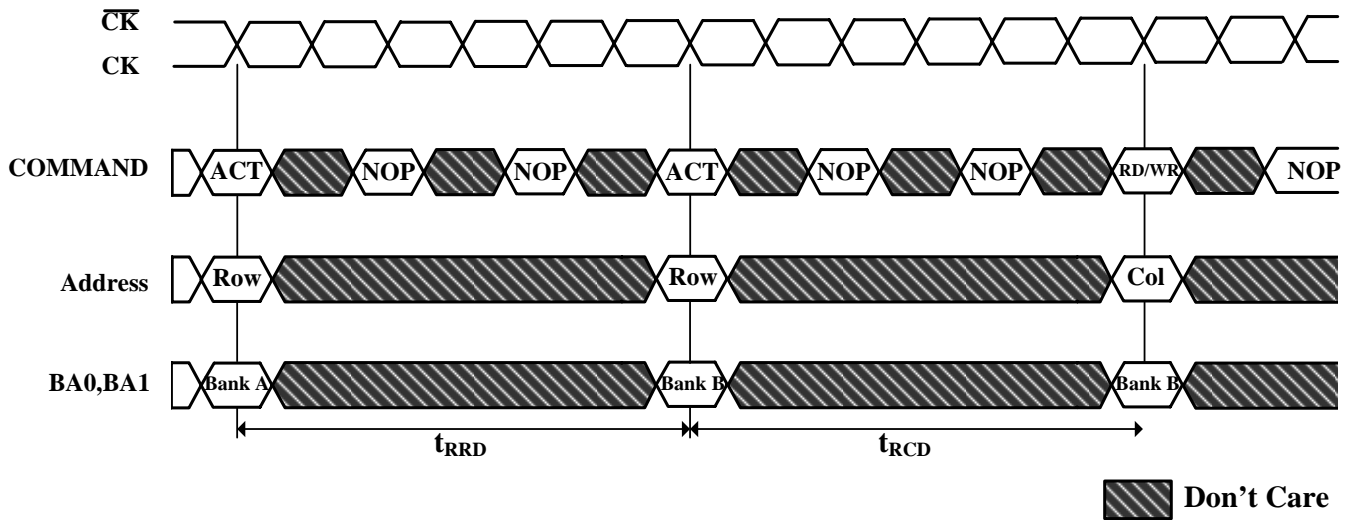 CK
CK
COMMAND ACT NOP NOP ACT NOP NOP RD/WR NOP
Address Row Row Col
BA0,BA1 Bank A Bank B Bank B
tRRD tRCD
Don't Care